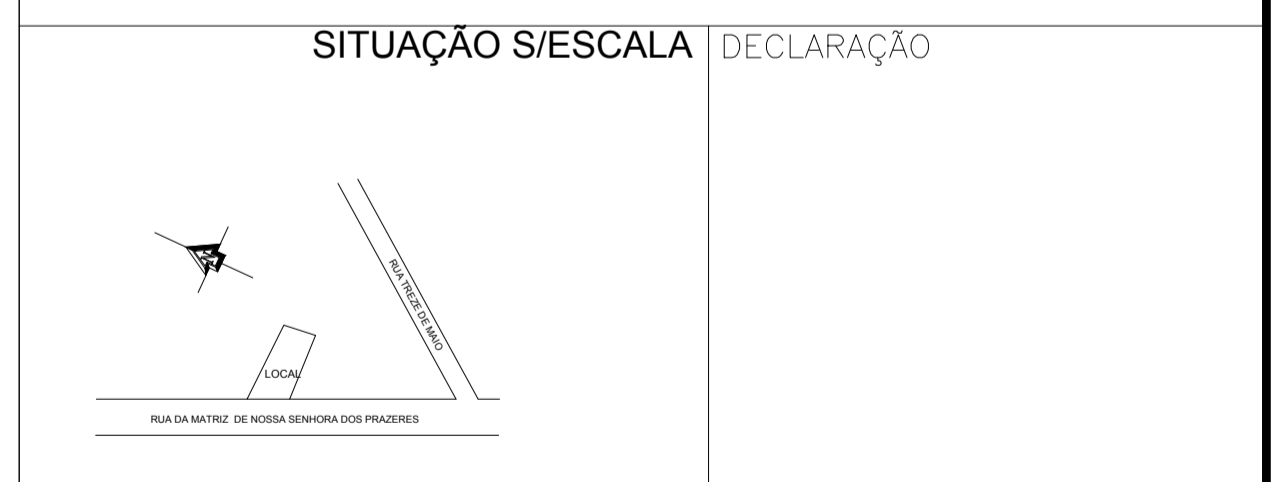 SITUAÇÃO S/ESCALA
DECLARAÇÃO
N
RUA TREZE DE MAIO
LOCAL
RUA DA MATRIZ DE NOSSA SENHORA DOS PRAZERES